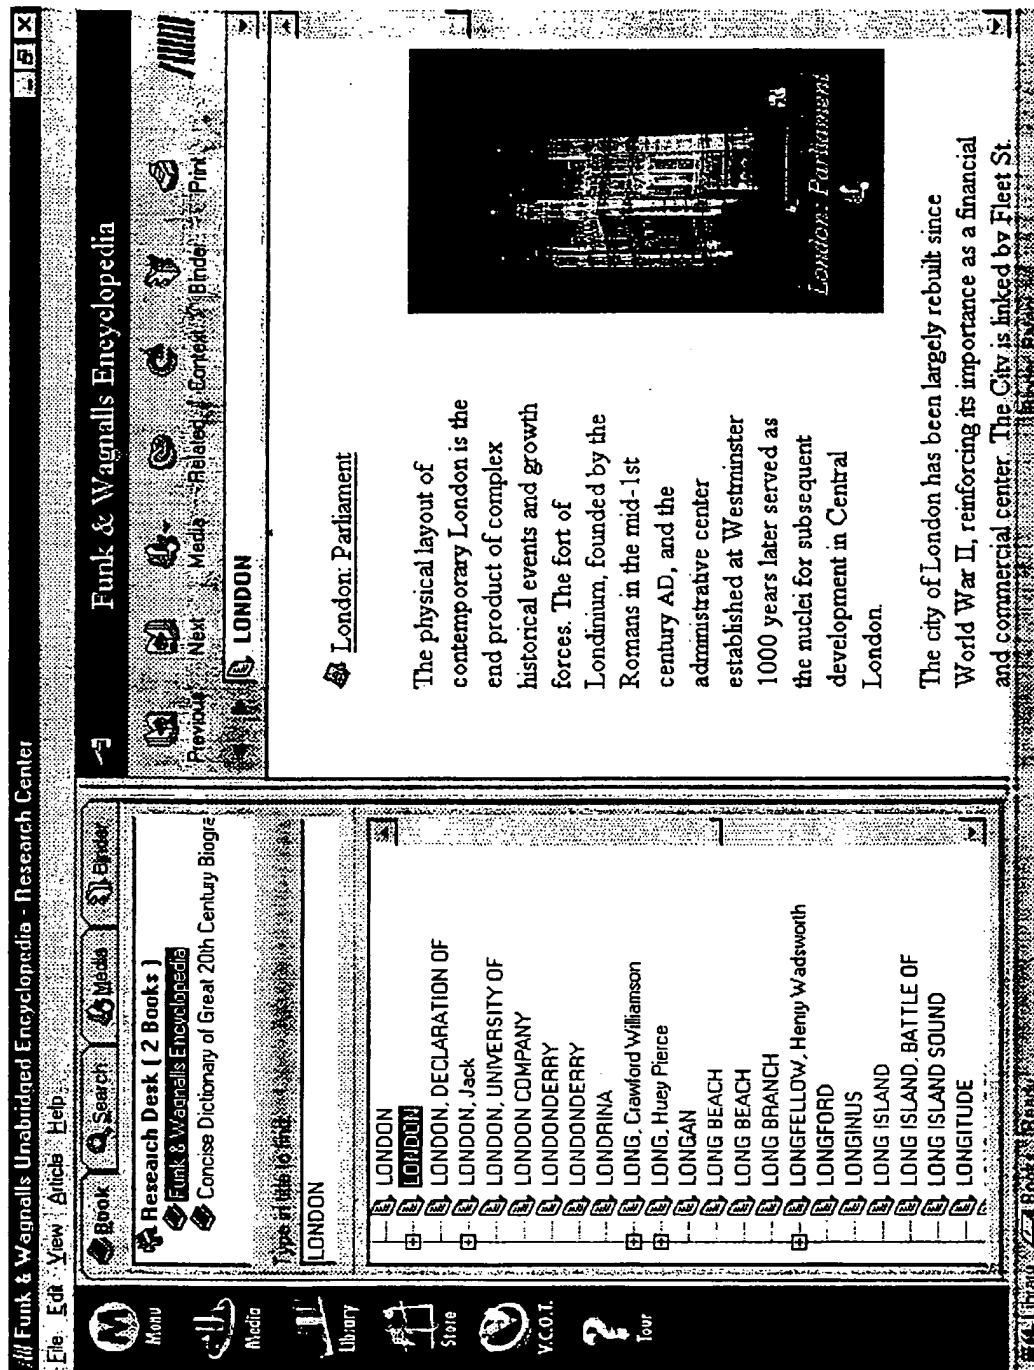 Funk & Wagnalls Unabridged Encyclopedia - Research Center
File Edit View Article Help
Menu
Media
Library
Store
V.C.O.T.
Tour
Book Search Media Binder
Research Desk ( 2 Books )
Funk & Wagnalls Encyclopedia
Concise Dictionary of Great 20th Century Biogra
Type in title to find
LONDON
LONDON
LONDON
LONDON, DECLARATION OF
LONDON, Jack
LONDON, UNIVERSITY OF
LONDON COMPANY
LONDONDERRY
LONDONDERRY
LONDRINA
LONG, Crawford Williamson
LONG, Huey Pierce
LONGAN
LONG BEACH
LONG BEACH
LONG BRANCH
LONGFELLOW, Henry Wadsworth
LONGFORD
LONGINUS
LONG ISLAND
LONG ISLAND, BATTLE OF
LONG ISLAND SOUND
LONGITUDE
Funk & Wagnalls Encyclopedia
Previous Next Media Related Context Binder Print
LONDON
London: Parliament
The physical layout of
contemporary London is the
end product of complex
historical events and growth
forces. The fort of
Londinium, founded by the
Romans in the mid-1st
century AD, and the
administrative center
established at Westminster
1000 years later served as
the nuclei for subsequent
development in Central
London.
London: Parliament
The city of London has been largely rebuilt since
World War II, reinforcing its importance as a financial
and commercial center. The City is linked by Fleet St.